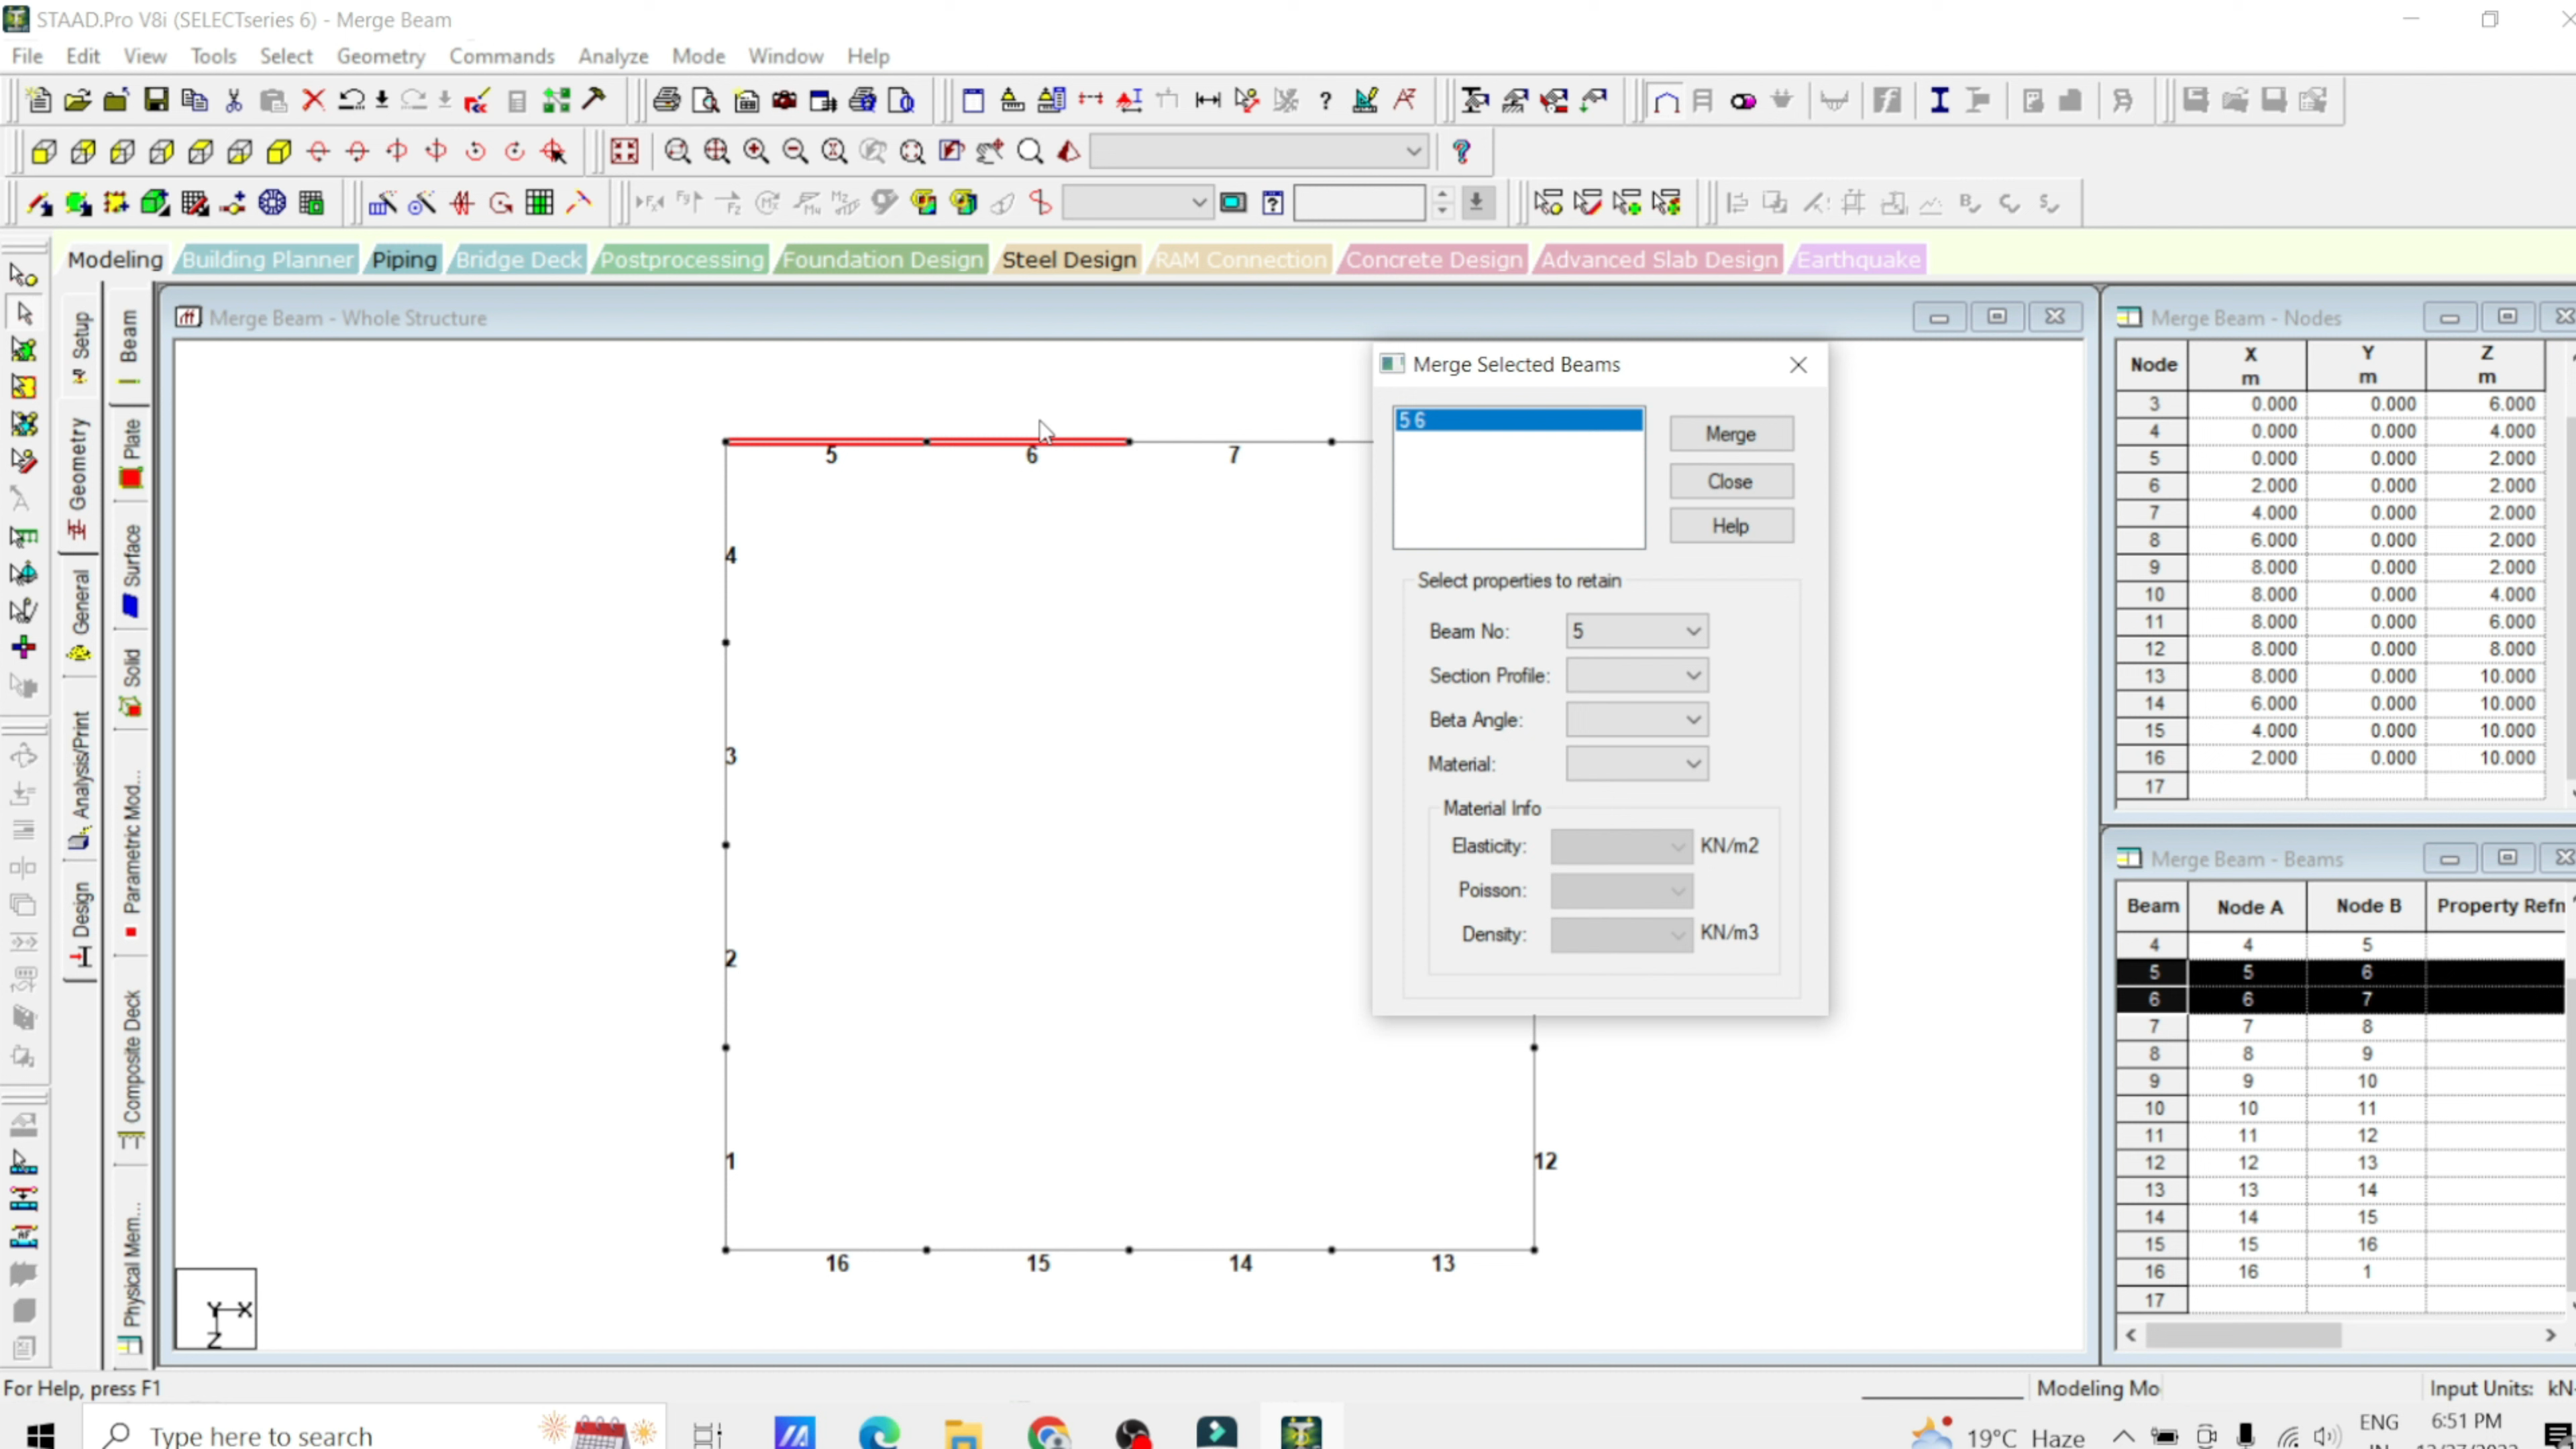 STAAD.Pro V8i (SELECTseries 6) - Merge Beam
File Edit View Tools Select Geometry Commands Analyze Mode Window Help
Modeling Building Planner Piping Bridge Deck Postprocessing Foundation Design Steel Design RAM Connection Concrete Design Advanced Slab Design Earthquake
Setup
Geometry
General
Analysis/Print
Design
Beam
Plate
Surface
Solid
Parametric Mod...
Composite Deck
Physical Mem...
Merge Beam - Whole Structure
5 6 7
4
3
2
1
12
16 15 14 13
Y X
Z
Merge Selected Beams
5 6
Merge
Close
Help
Select properties to retain
Beam No: 5
Section Profile:
Beta Angle:
Material:
Material Info
Elasticity: KN/m2
Poisson:
Density: KN/m3
Merge Beam - Nodes
Node X m Y m Z m
3 0.000 0.000 6.000
4 0.000 0.000 4.000
5 0.000 0.000 2.000
6 2.000 0.000 2.000
7 4.000 0.000 2.000
8 6.000 0.000 2.000
9 8.000 0.000 2.000
10 8.000 0.000 4.000
11 8.000 0.000 6.000
12 8.000 0.000 8.000
13 8.000 0.000 10.000
14 6.000 0.000 10.000
15 4.000 0.000 10.000
16 2.000 0.000 10.000
17
Merge Beam - Beams
Beam Node A Node B Property Refn
4 4 5
5 5 6
6 6 7
7 7 8
8 8 9
9 9 10
10 10 11
11 11 12
12 12 13
13 13 14
14 14 15
15 15 16
16 16 1
17
For Help, press F1
Modeling Mo
Input Units: kN-
Type here to search
19°C Haze
ENG
6:51 PM